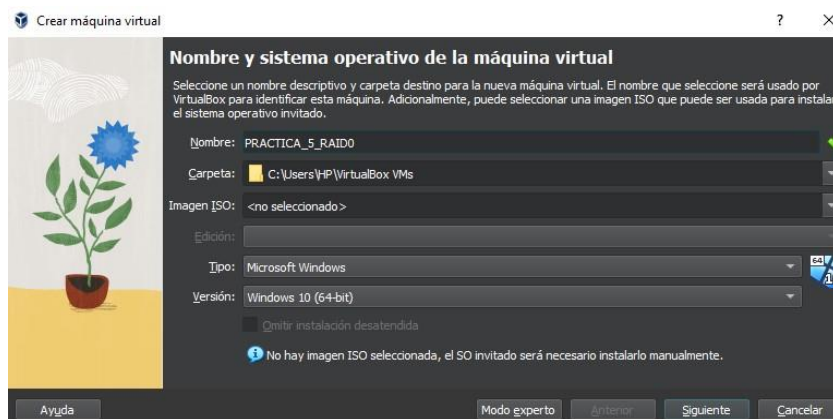 Crear máquina virtual
?
Nombre y sistema operativo de la máquina virtual
Seleccione un nombre descriptivo y carpeta destino para la nueva máquina virtual. El nombre que seleccione será usado por
VirtualBox para identificar esta máquina. Adicionalmente, puede seleccionar una imagen ISO que puede ser usada para instalar
el sistema operativo invitado.
Nombre: PRACTICA_5_RAID0
Carpeta: C:\Users\HP\VirtualBox VMs
Imagen ISO: <no seleccionado>
Edición:
Tipo: Microsoft Windows
64
Versión: Windows 10 (64-bit)
Omitir instalación desatendida
No hay imagen ISO seleccionada, el SO invitado será necesario instalarlo manualmente.
Ayuda Modo experto Anterior Siguiente Cancelar